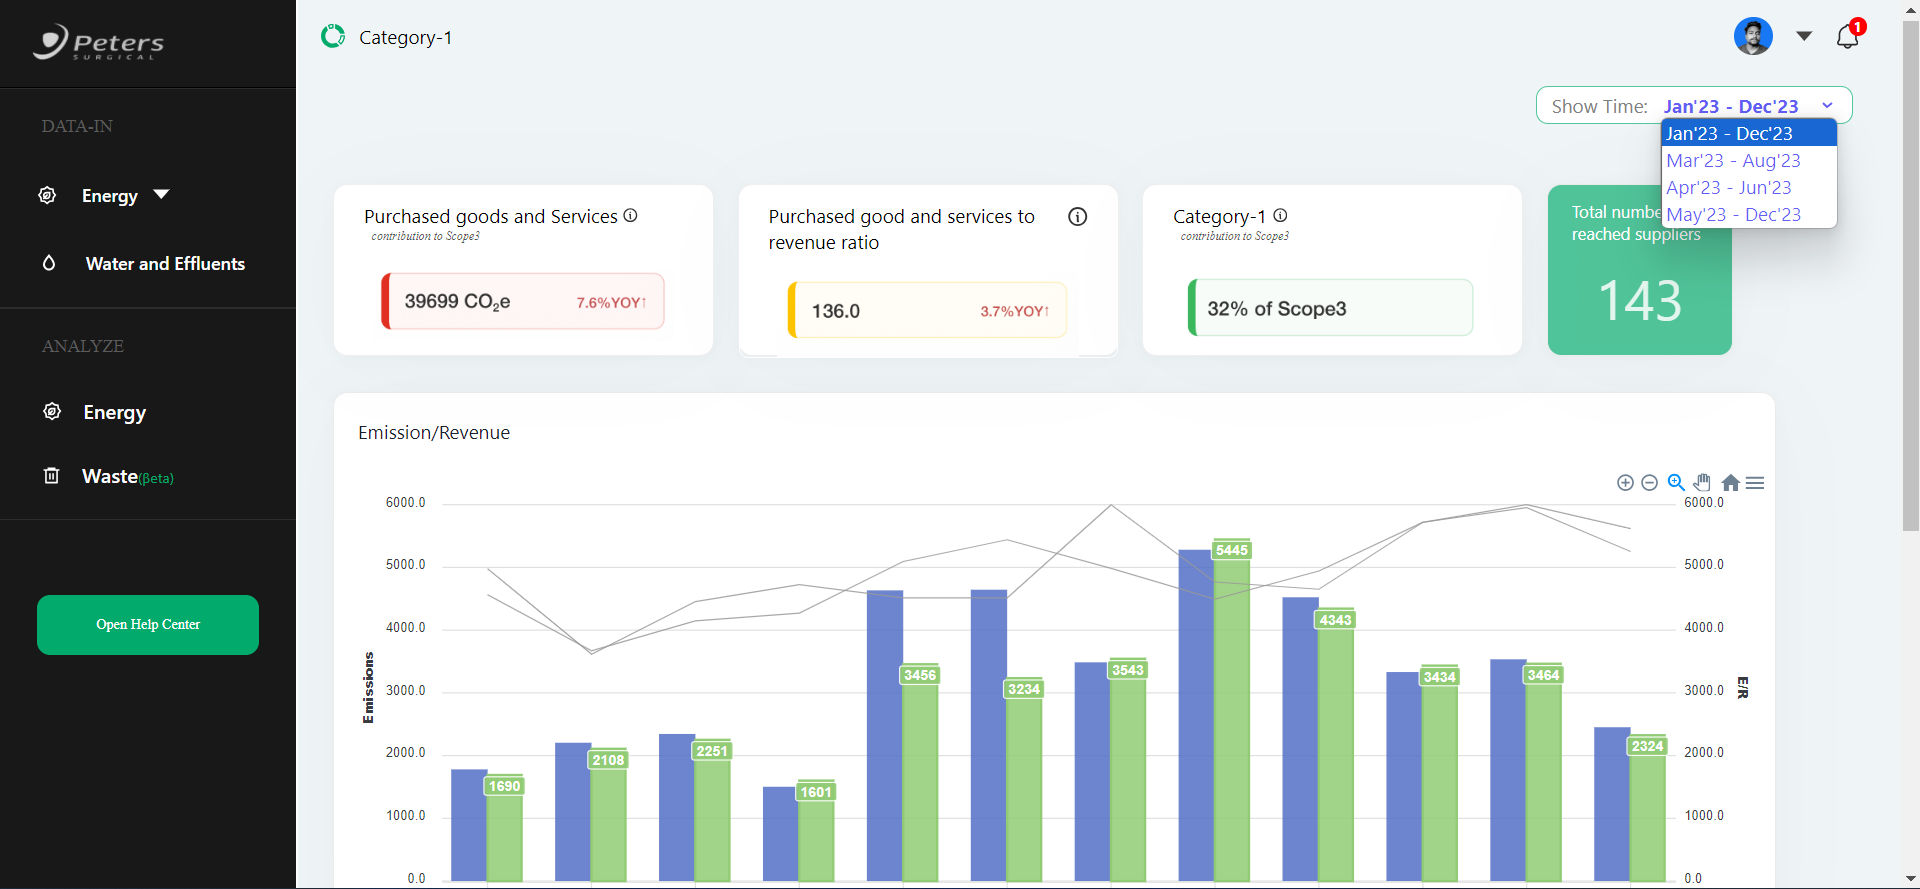 Peters
SURGICAL
DATA-IN
Energy
Water and Effluents
ANALYZE
Energy
Waste(βeta)
Open Help Center
Category-1
1
Show Time: Jan'23 - Dec'23
Jan'23 - Dec'23
Mar'23 - Aug'23
Apr'23 - Jun'23
May'23 - Dec'23
Purchased goods and Services
contribution to Scope3
39699 CO₂e 7.6%YOY↑
Purchased good and services to
revenue ratio
136.0 3.7%YOY↑
Category-1
contribution to Scope3
32% of Scope3
Total numbe
reached suppliers
143
Emission/Revenue
6000.0
5000.0
4000.0
3000.0
2000.0
1000.0
0.0
Emissions
1690
2108
2251
1601
3456
3234
3543
5445
4343
3434
3464
2324
6000.0
5000.0
4000.0
3000.0
2000.0
1000.0
0.0
E/R